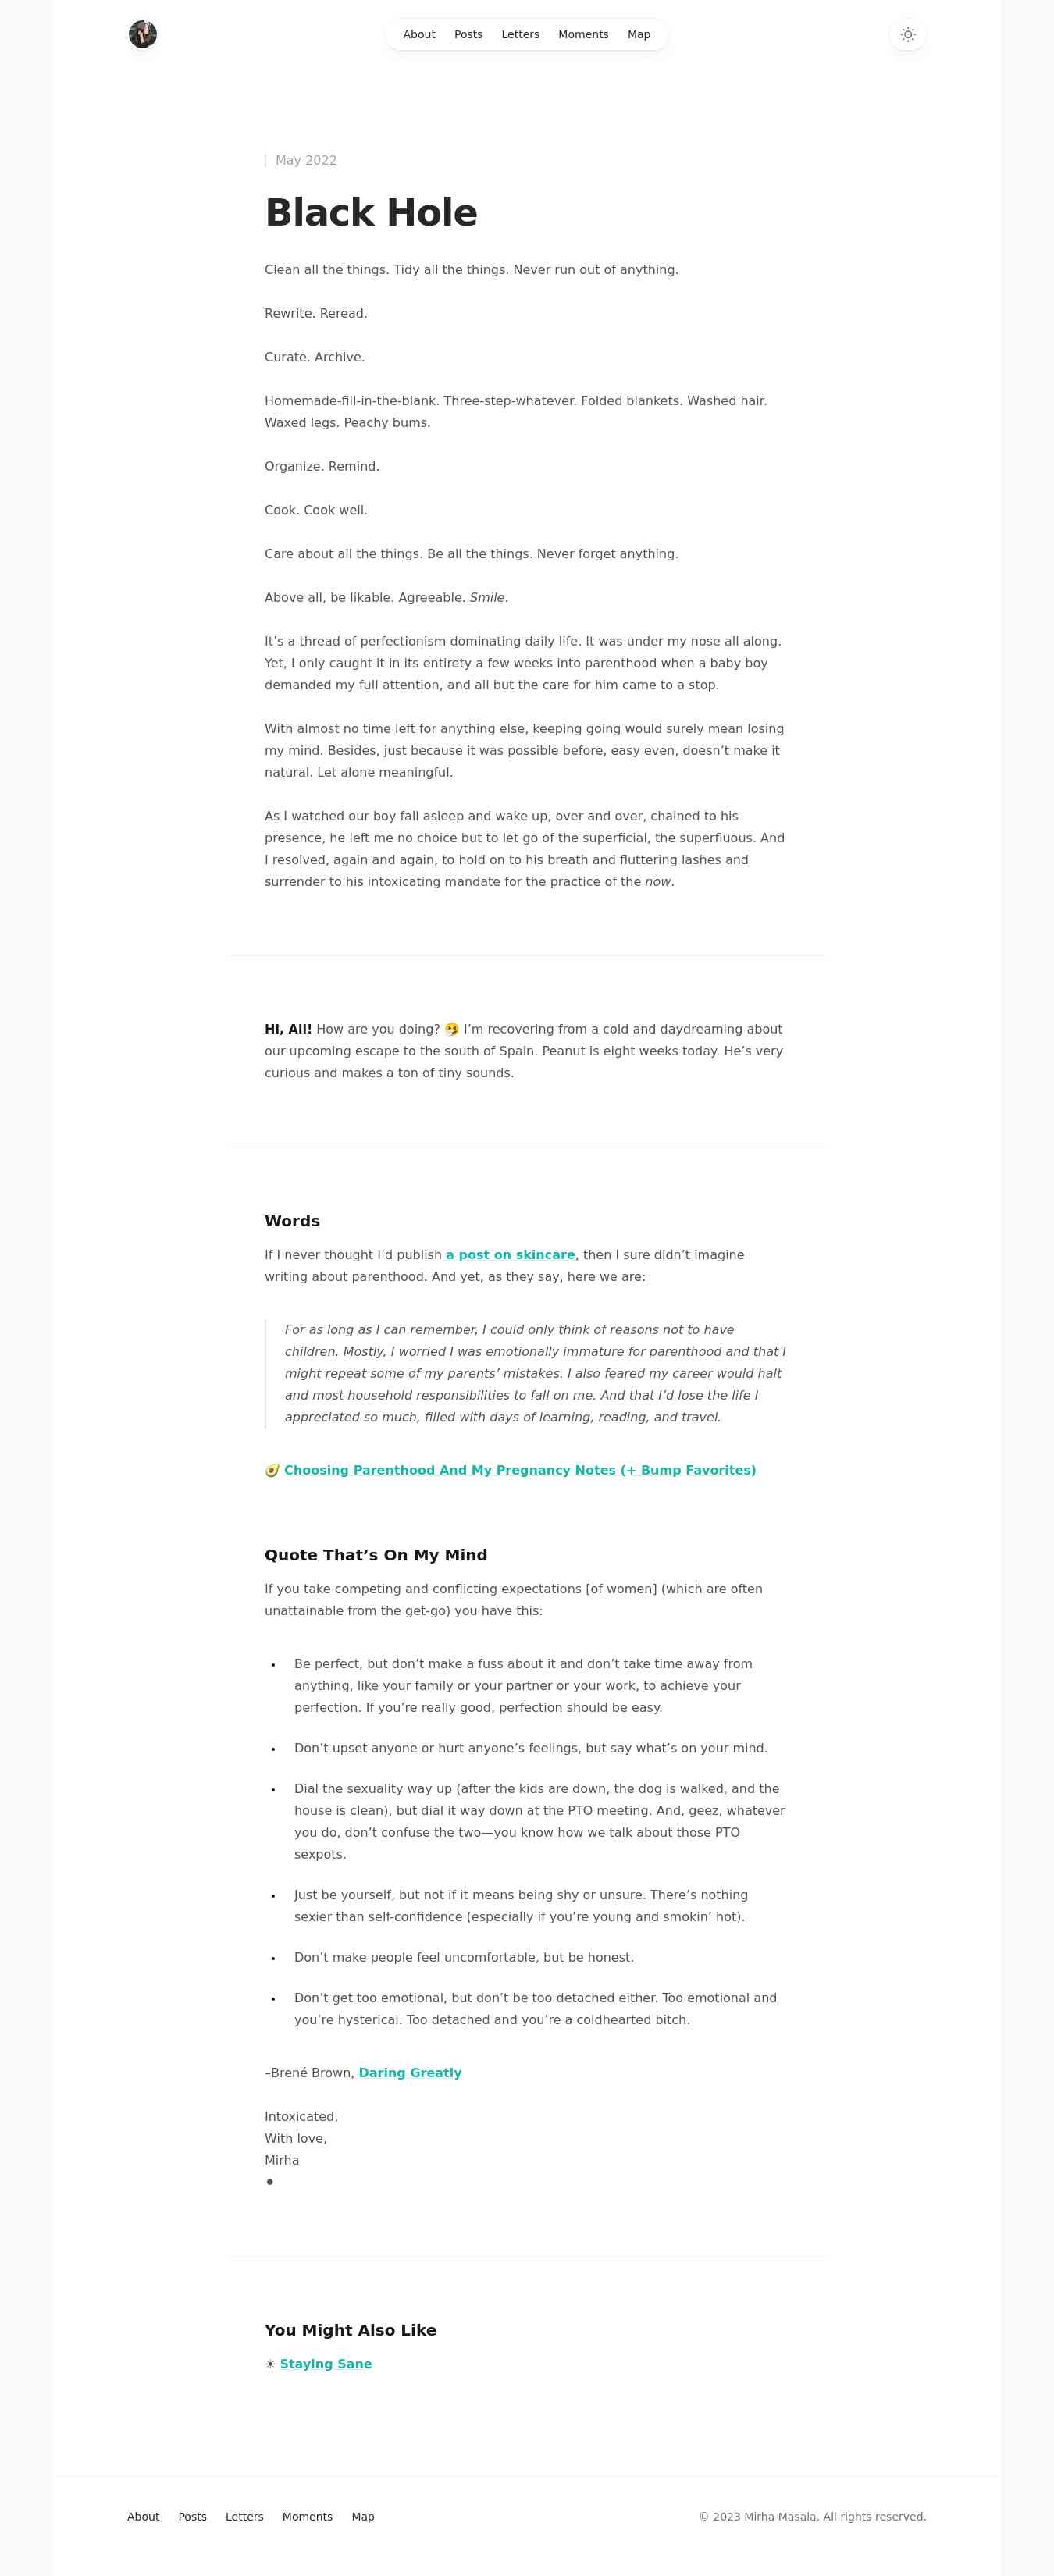 About Posts Letters Moments Map
May 2022
Black Hole
Clean all the things. Tidy all the things. Never run out of anything.
Rewrite. Reread.
Curate. Archive.
Homemade-fill-in-the-blank. Three-step-whatever. Folded blankets. Washed hair.
Waxed legs. Peachy bums.
Organize. Remind.
Cook. Cook well.
Care about all the things. Be all the things. Never forget anything.
Above all, be likable. Agreeable. Smile.
It’s a thread of perfectionism dominating daily life. It was under my nose all along.
Yet, I only caught it in its entirety a few weeks into parenthood when a baby boy
demanded my full attention, and all but the care for him came to a stop.
With almost no time left for anything else, keeping going would surely mean losing
my mind. Besides, just because it was possible before, easy even, doesn’t make it
natural. Let alone meaningful.
As I watched our boy fall asleep and wake up, over and over, chained to his
presence, he left me no choice but to let go of the superficial, the superfluous. And
I resolved, again and again, to hold on to his breath and fluttering lashes and
surrender to his intoxicating mandate for the practice of the now.
Hi, All! How are you doing? 🤧 I’m recovering from a cold and daydreaming about
our upcoming escape to the south of Spain. Peanut is eight weeks today. He’s very
curious and makes a ton of tiny sounds.
Words
If I never thought I’d publish a post on skincare, then I sure didn’t imagine
writing about parenthood. And yet, as they say, here we are:
For as long as I can remember, I could only think of reasons not to have
children. Mostly, I worried I was emotionally immature for parenthood and that I
might repeat some of my parents’ mistakes. I also feared my career would halt
and most household responsibilities to fall on me. And that I’d lose the life I
appreciated so much, filled with days of learning, reading, and travel.
🥑 Choosing Parenthood And My Pregnancy Notes (+ Bump Favorites)
Quote That’s On My Mind
If you take competing and conflicting expectations [of women] (which are often
unattainable from the get-go) you have this:
• Be perfect, but don’t make a fuss about it and don’t take time away from
anything, like your family or your partner or your work, to achieve your
perfection. If you’re really good, perfection should be easy.
• Don’t upset anyone or hurt anyone’s feelings, but say what’s on your mind.
• Dial the sexuality way up (after the kids are down, the dog is walked, and the
house is clean), but dial it way down at the PTO meeting. And, geez, whatever
you do, don’t confuse the two—you know how we talk about those PTO
sexpots.
• Just be yourself, but not if it means being shy or unsure. There’s nothing
sexier than self-confidence (especially if you’re young and smokin’ hot).
• Don’t make people feel uncomfortable, but be honest.
• Don’t get too emotional, but don’t be too detached either. Too emotional and
you’re hysterical. Too detached and you’re a coldhearted bitch.
–Brené Brown, Daring Greatly
Intoxicated,
With love,
Mirha
●
You Might Also Like
☀ Staying Sane
About Posts Letters Moments Map
© 2023 Mirha Masala. All rights reserved.